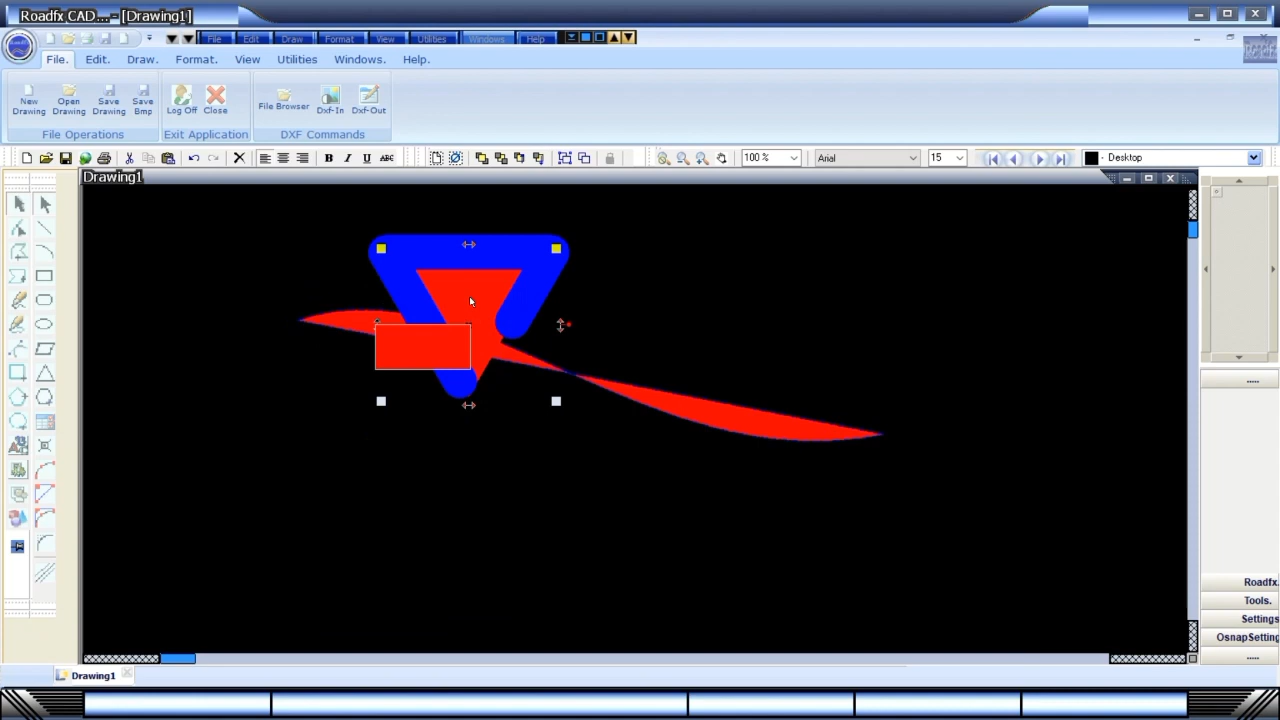 Roadfx CAD... - [Drawing1]
File Edit Draw Format View Utilities Windows Help
File. Edit. Draw. Format. View Utilities Windows. Help.
New Drawing Open Drawing Save Drawing Save Bmp Log Off Close File Browser Dxf-In Dxf-Out
File Operations Exit Application DXF Commands
B I U ABC 100 % Arial 15 Desktop
Drawing1
.....
Roadfx.
Tools.
Settings
OsnapSetting
.....
Drawing1